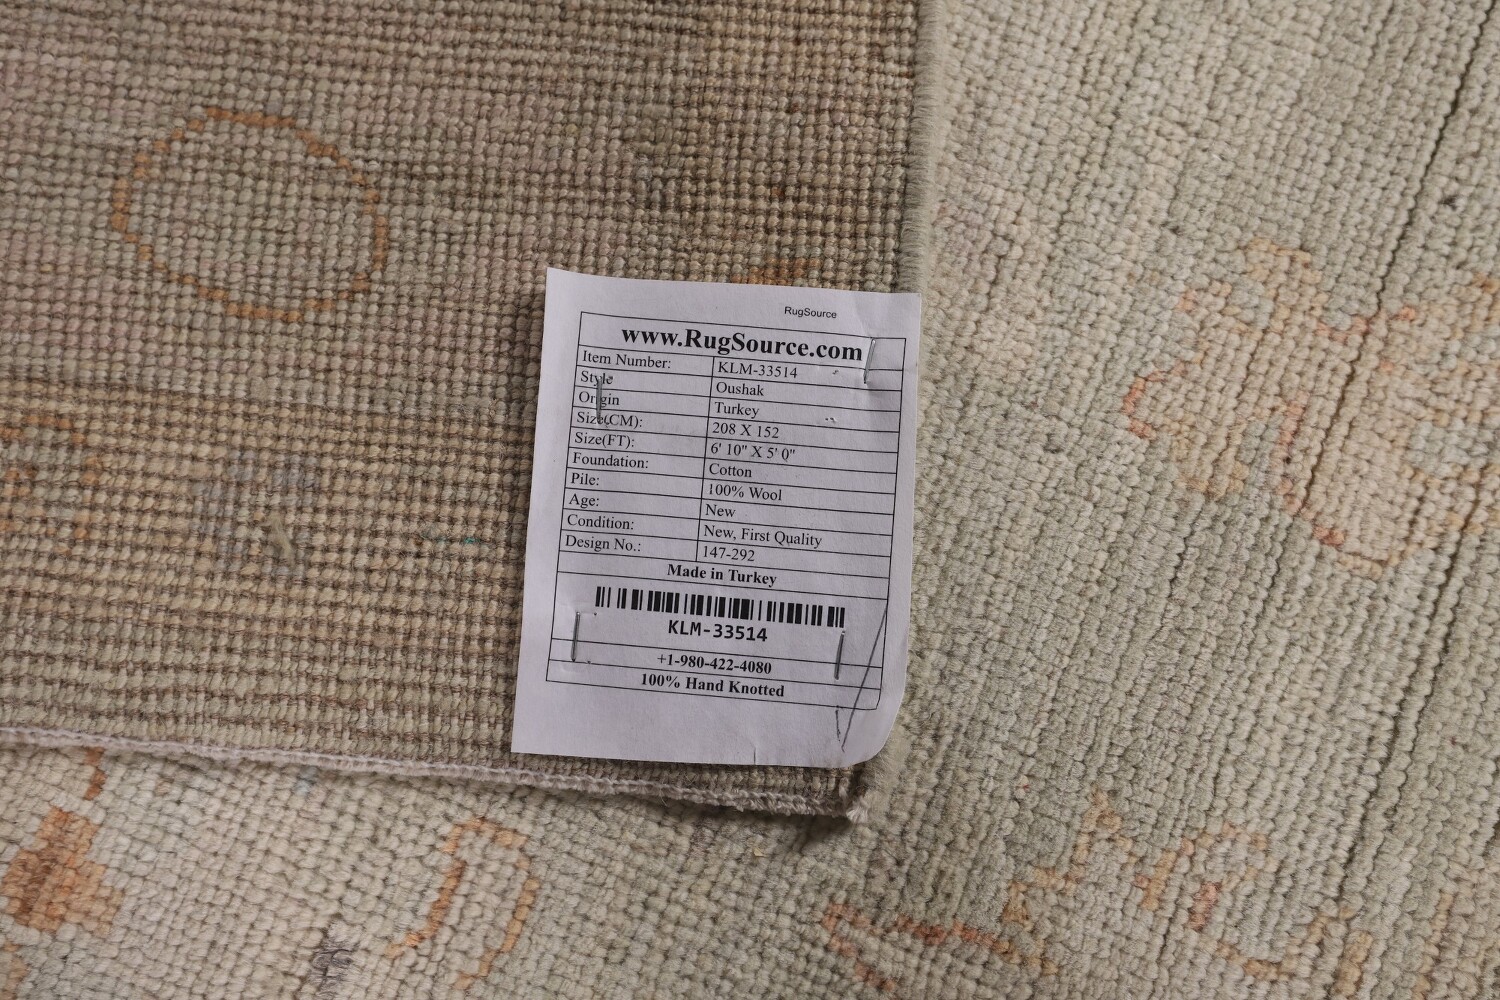 RugSource
www.RugSource.com
Item Number: KLM-33514
Style Oushak
Origin Turkey
Size(CM): 208 X 152
Size(FT): 6' 10" X 5' 0"
Foundation: Cotton
Pile: 100% Wool
Age: New
Condition: New, First Quality
Design No.: 147-292
Made in Turkey
KLM-33514
+1-980-422-4080
100% Hand Knotted